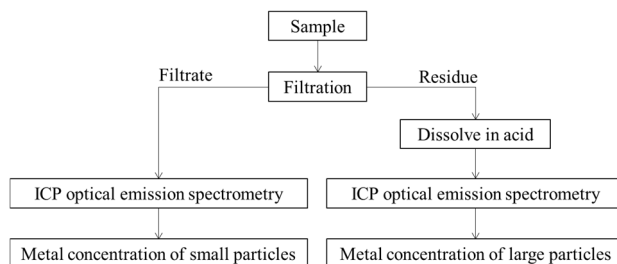 Sample
Filtrate
Filtration
Residue
Dissolve in acid
ICP optical emission spectrometry
ICP optical emission spectrometry
Metal concentration of small particles
Metal concentration of large particles